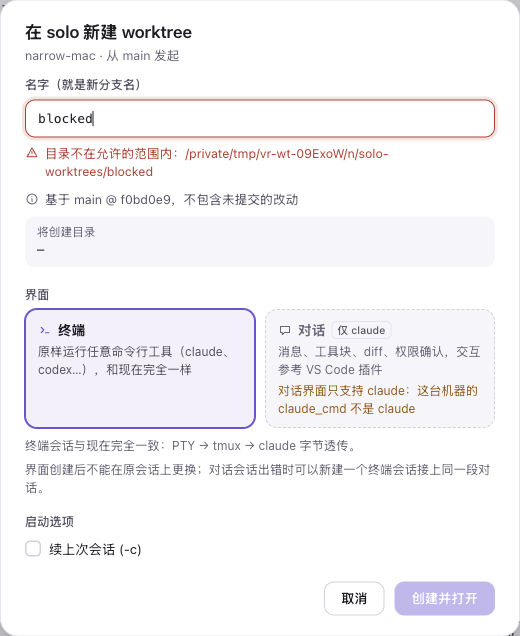 在 solo 新建 worktree
narrow-mac · 从 main 发起
名字（就是新分支名）
blocked
目录不在允许的范围内：/private/tmp/vr-wt-09ExoW/n/solo-
worktrees/blocked
基于 main @ f0bd0e9，不包含未提交的改动
将创建目录
–
界面
终端
原样运行任意命令行工具（claude、
codex…），和现在完全一样
对话 仅 claude
消息、工具块、diff、权限确认，交互
参考 VS Code 插件
对话界面只支持 claude：这台机器的
claude_cmd 不是 claude
终端会话与现在完全一致：PTY → tmux → claude 字节透传。
界面创建后不能在原会话上更换；对话会话出错时可以新建一个终端会话接上同一段对
话。
启动选项
续上次会话 (-c)
取消
创建并打开